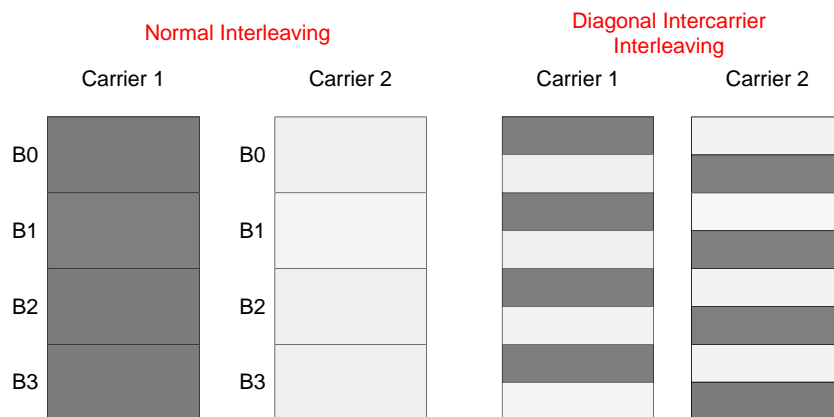 Normal Interleaving
Diagonal Intercarrier
Interleaving
Carrier 1
Carrier 2
Carrier 1
Carrier 2
B0
B0
B1
B1
B2
B2
B3
B3